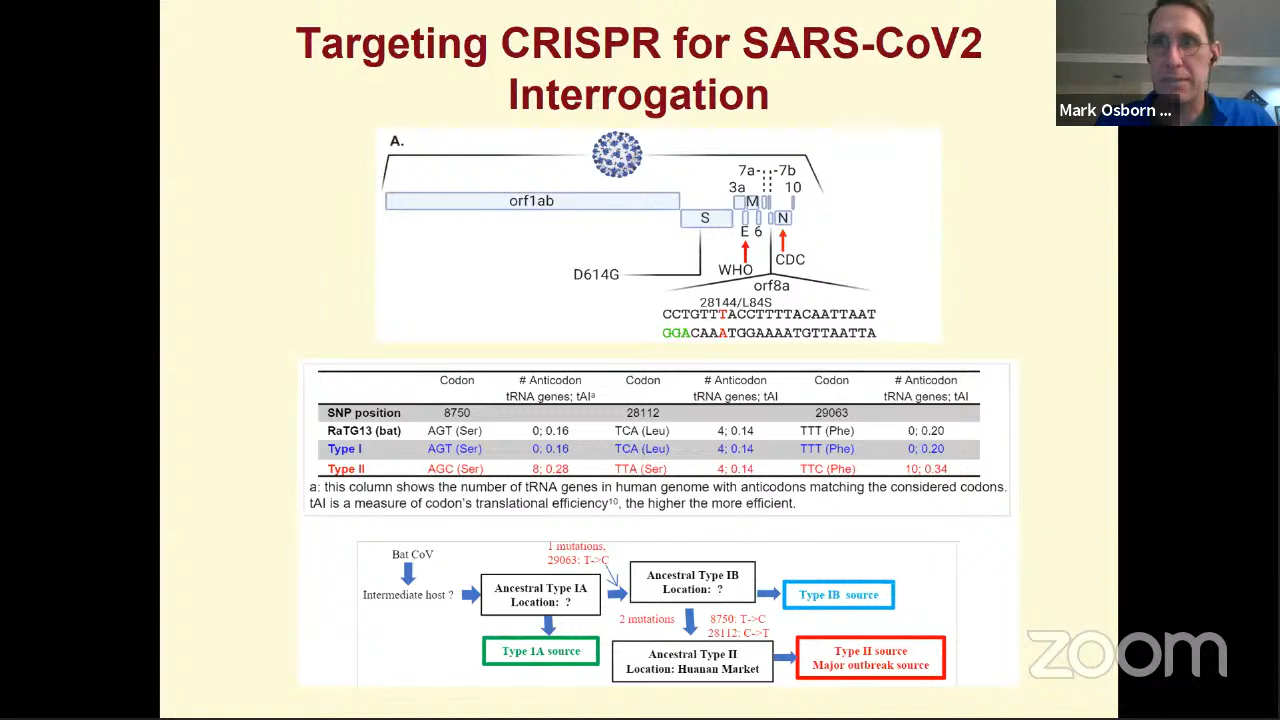 Targeting CRISPR for SARS-CoV2
Interrogation
Mark Osborn ...
A.
7a 7b
3a 10
orf1ab M
S N
E 6
CDC
WHO
D614G
orf8a
28144/L84S
CCTGTTTACCTTTTACAATTAAT
GGACAAATGGAAAATGTTAATTA
Codon # Anticodon Codon # Anticodon Codon # Anticodon
tRNA genes; tAIa tRNA genes; tAI tRNA genes; tAI
SNP position 8750 28112 29063
RaTG13 (bat) AGT (Ser) 0; 0.16 TCA (Leu) 4; 0.14 TTT (Phe) 0; 0.20
Type I AGT (Ser) 0; 0.16 TCA (Leu) 4; 0.14 TTT (Phe) 0; 0.20
Type II AGC (Ser) 8; 0.28 TTA (Ser) 4; 0.14 TTC (Phe) 10; 0.34
a: this column shows the number of tRNA genes in human genome with anticodons matching the considered codons.
tAI is a measure of codon's translational efficiency10, the higher the more efficient.
1 mutations,
29063: T->C
Bat CoV
Intermediate host ?
Ancestral Type IA
Location: ?
Ancestral Type IB
Location: ?
Type IB source
2 mutations
8750: T->C
28112: C->T
Type 1A source
Ancestral Type II
Location: Huanan Market
Type II source
Major outbreak source
zoom